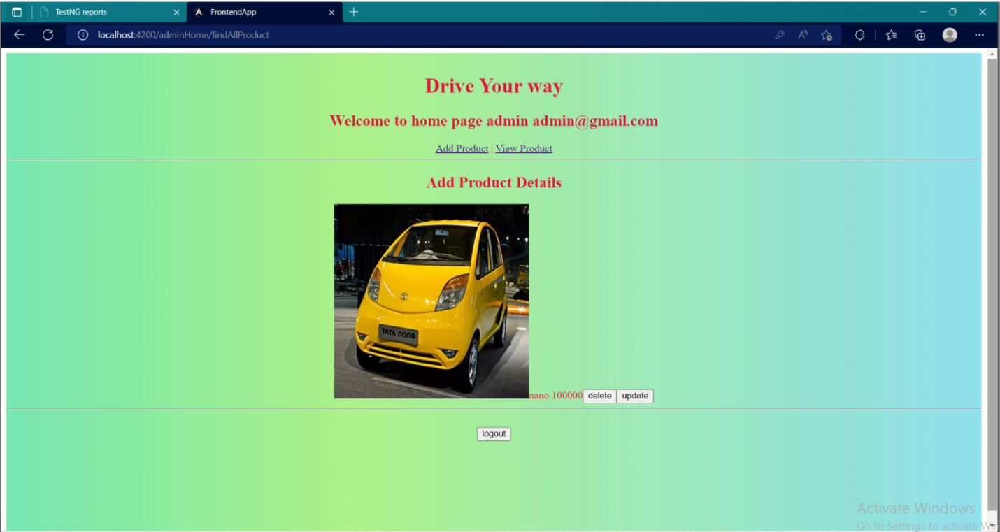 TestNG reports
FrontendApp
localhost:4200/adminHome/findAllProduct
Drive Your way
Welcome to home page admin admin@gmail.com
Add Product | View Product
Add Product Details
TATA nano
nano 100000 delete update
logout
Activate Windows
Go to Settings to activate Win